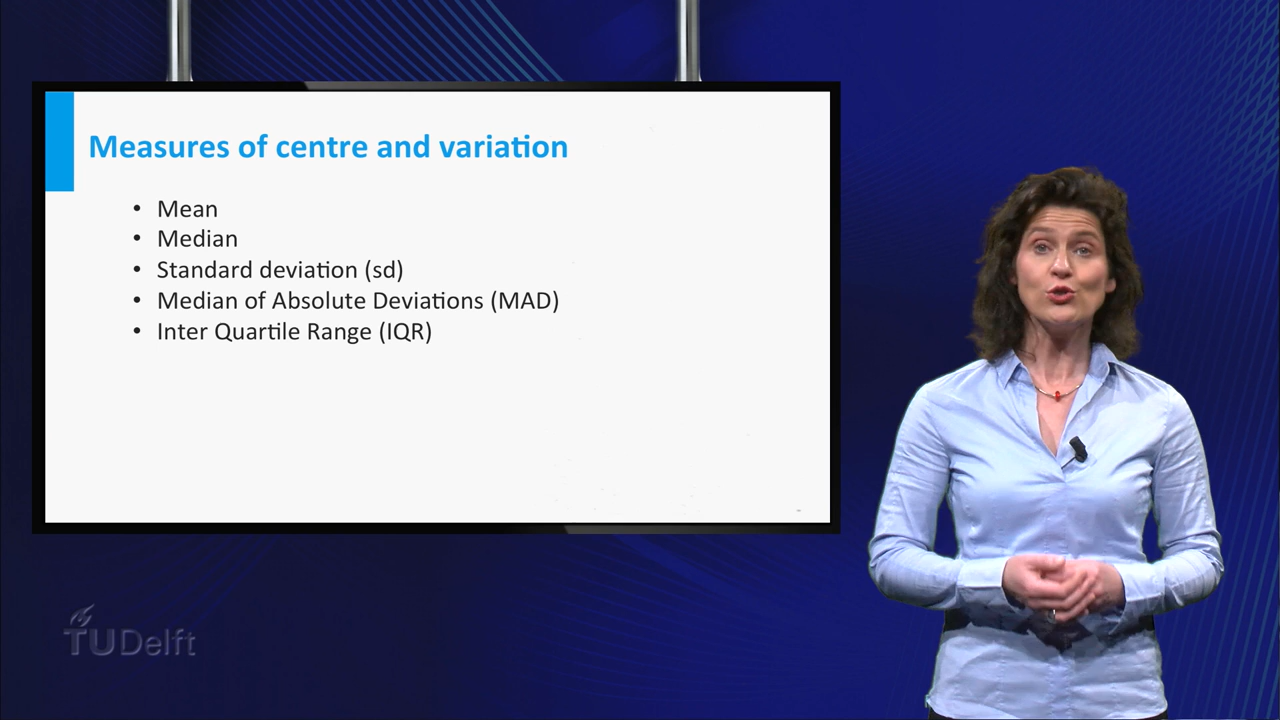 Measures of centre and variation
• Mean
• Median
• Standard deviation (sd)
• Median of Absolute Deviations (MAD)
• Inter Quartile Range (IQR)
TUDelft